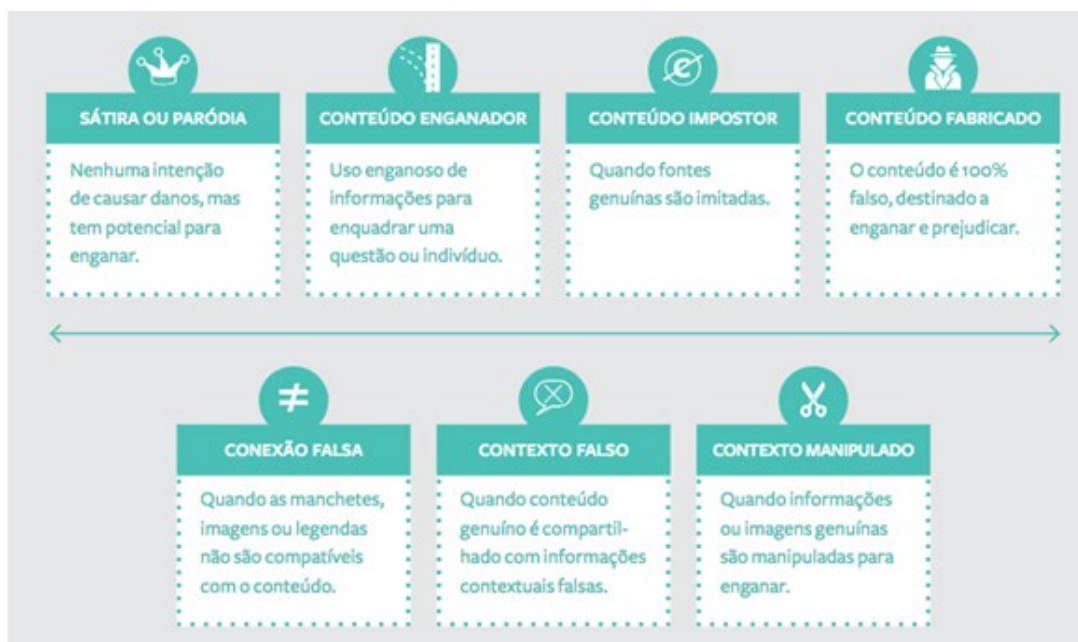 SÁTIRA OU PARÓDIA
Nenhuma intenção
de causar danos, mas
tem potencial para
enganar.
CONTEÚDO ENGANADOR
Uso enganoso de
informações para
enquadrar uma
questão ou indivíduo.
CONTEÚDO IMPOSTOR
Quando fontes
genuínas são imitadas.
CONTEÚDO FABRICADO
O conteúdo é 100%
falso, destinado a
enganar e prejudicar.
CONEXÃO FALSA
Quando as manchetes,
imagens ou legendas
não são compatíveis
com o conteúdo.
CONTEXTO FALSO
Quando conteúdo
genuíno é compartil-
hado com informações
contextuais falsas.
CONTEXTO MANIPULADO
Quando informações
ou imagens genuínas
são manipuladas para
enganar.